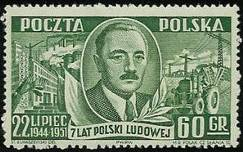 POCZTA POLSKA
22 LIPIEC
1944-1951
7 LAT POLSKI LUDOWEJ
60 GR.